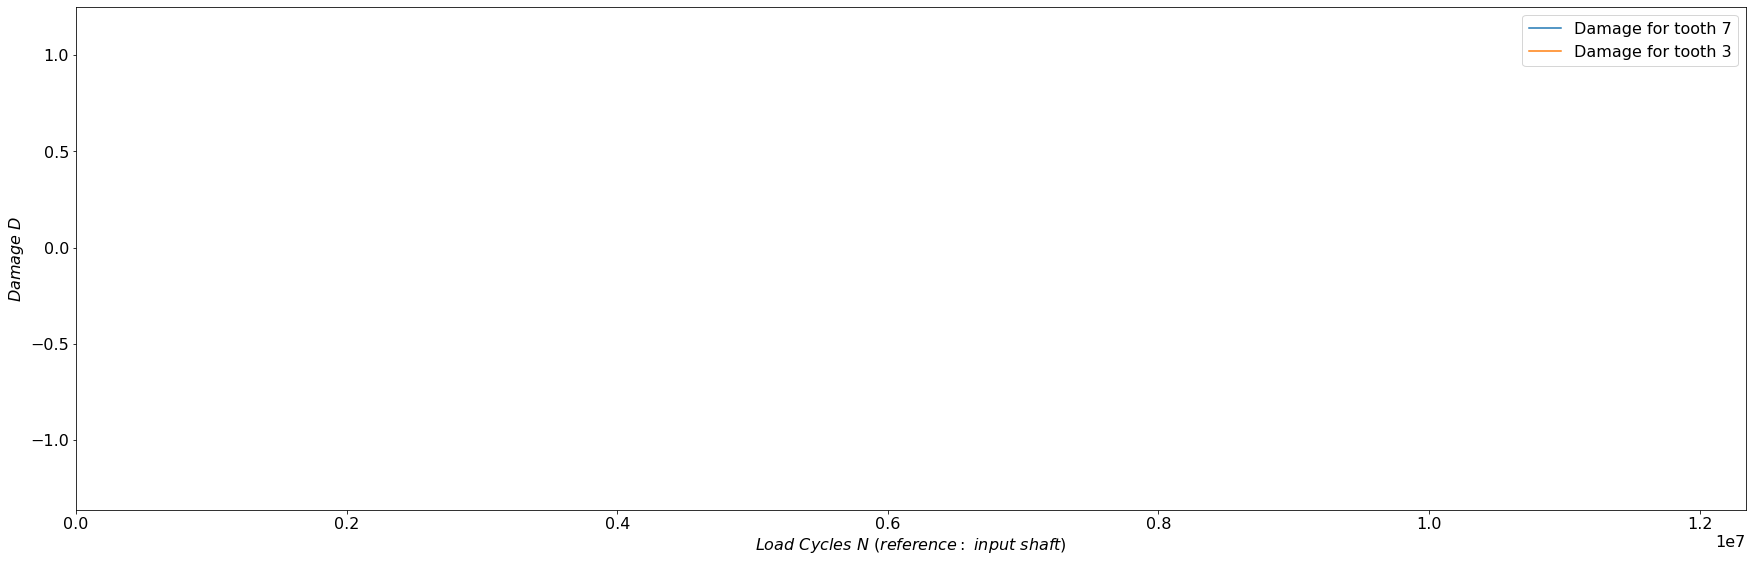 Damage for tooth 7
Damage for tooth 3
1.0
0.5
0.0
−0.5
−1.0
Damage D
0.0 0.2 0.4 0.6 0.8 1.0 1.2
1e7
Load Cycles N (reference: input shaft)